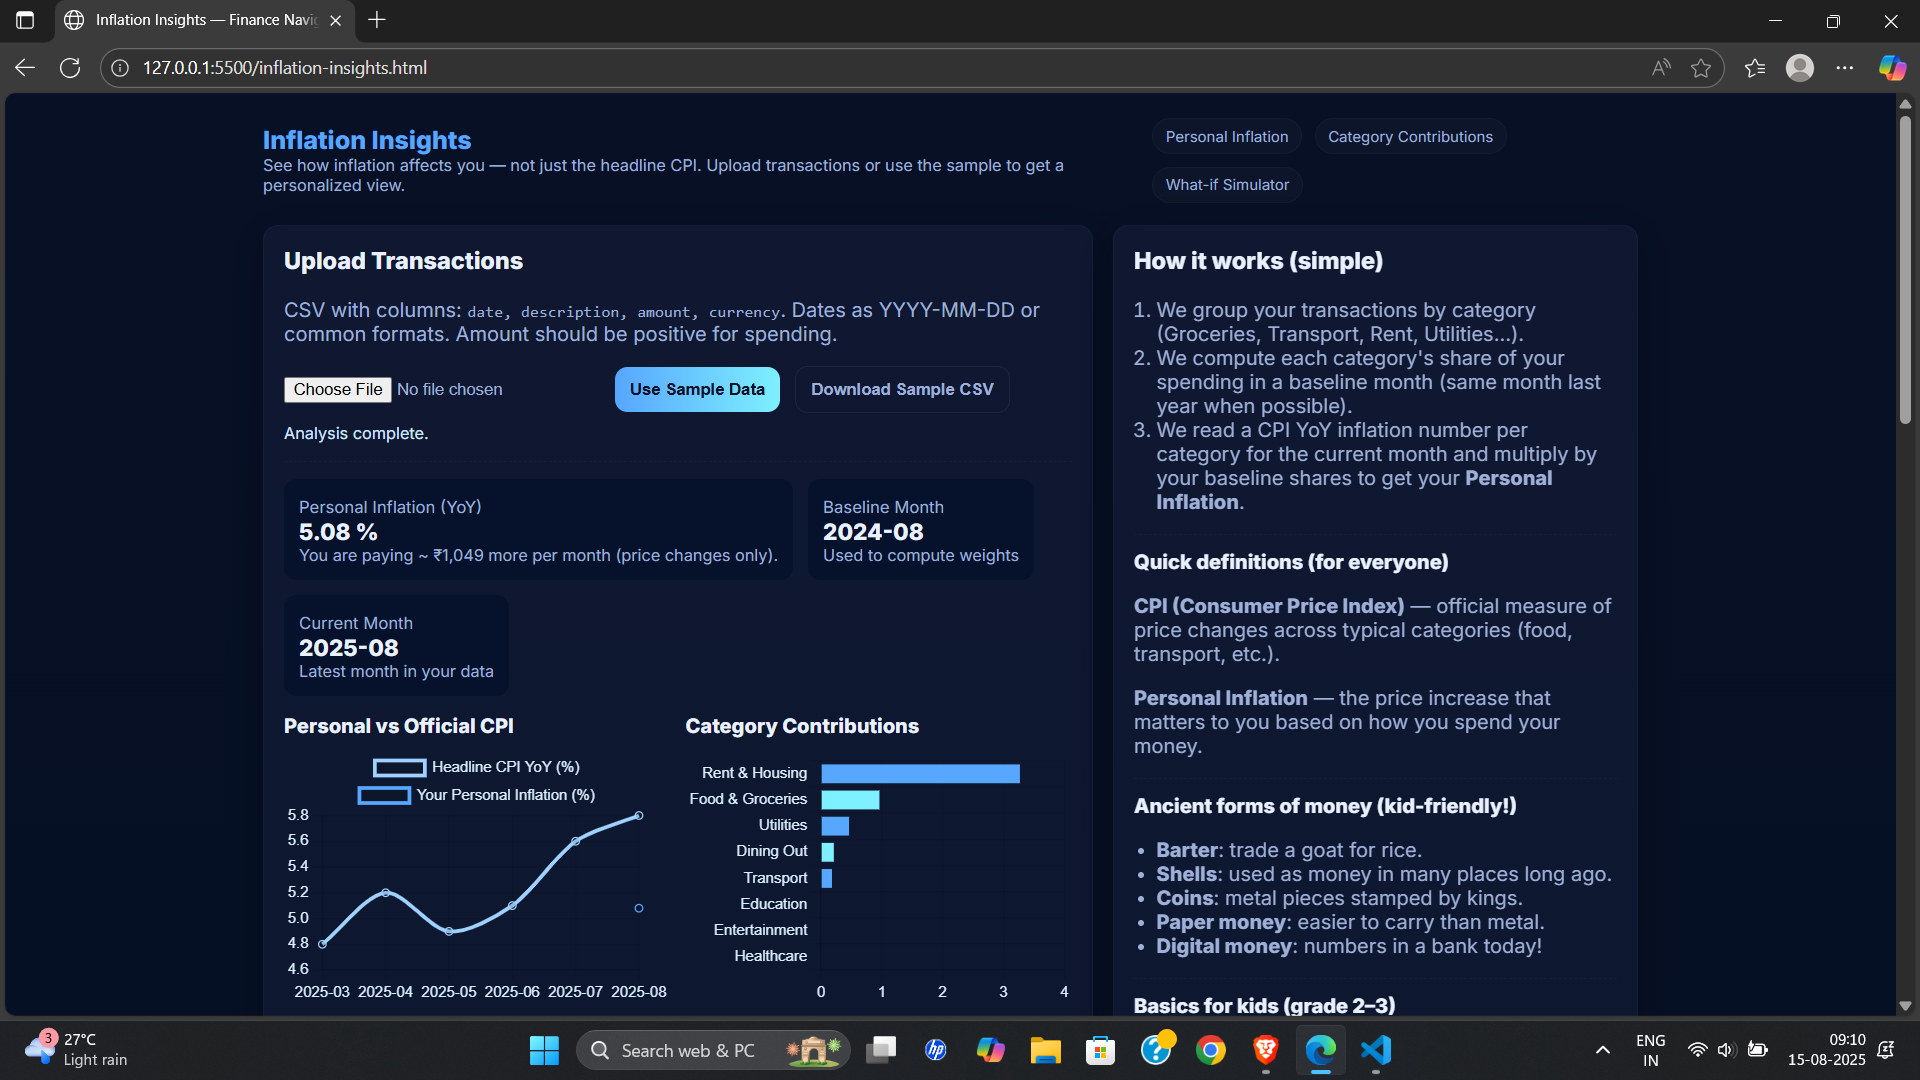 Inflation Insights — Finance Navi
127.0.0.1:5500/inflation-insights.html
Inflation Insights
See how inflation affects you — not just the headline CPI. Upload transactions or use the sample to get a
personalized view.
Personal Inflation
Category Contributions
What-if Simulator
Upload Transactions
CSV with columns: date, description, amount, currency. Dates as YYYY-MM-DD or
common formats. Amount should be positive for spending.
Choose File No file chosen
Use Sample Data
Download Sample CSV
Analysis complete.
Personal Inflation (YoY)
5.08 %
You are paying ~ ₹1,049 more per month (price changes only).
Baseline Month
2024-08
Used to compute weights
Current Month
2025-08
Latest month in your data
Personal vs Official CPI
Headline CPI YoY (%)
Your Personal Inflation (%)
5.8
5.6
5.4
5.2
5.0
4.8
4.6
2025-03 2025-04 2025-05 2025-06 2025-07 2025-08
Category Contributions
Rent & Housing
Food & Groceries
Utilities
Dining Out
Transport
Education
Entertainment
Healthcare
0 1 2 3 4
How it works (simple)
1. We group your transactions by category
(Groceries, Transport, Rent, Utilities...).
2. We compute each category's share of your
spending in a baseline month (same month last
year when possible).
3. We read a CPI YoY inflation number per
category for the current month and multiply by
your baseline shares to get your Personal
Inflation.
Quick definitions (for everyone)
CPI (Consumer Price Index) — official measure of
price changes across typical categories (food,
transport, etc.).
Personal Inflation — the price increase that
matters to you based on how you spend your
money.
Ancient forms of money (kid-friendly!)
• Barter: trade a goat for rice.
• Shells: used as money in many places long ago.
• Coins: metal pieces stamped by kings.
• Paper money: easier to carry than metal.
• Digital money: numbers in a bank today!
Basics for kids (grade 2–3)
3
27°C
Light rain
Search web & PC
hp
ENG
IN
09:10
15-08-2025